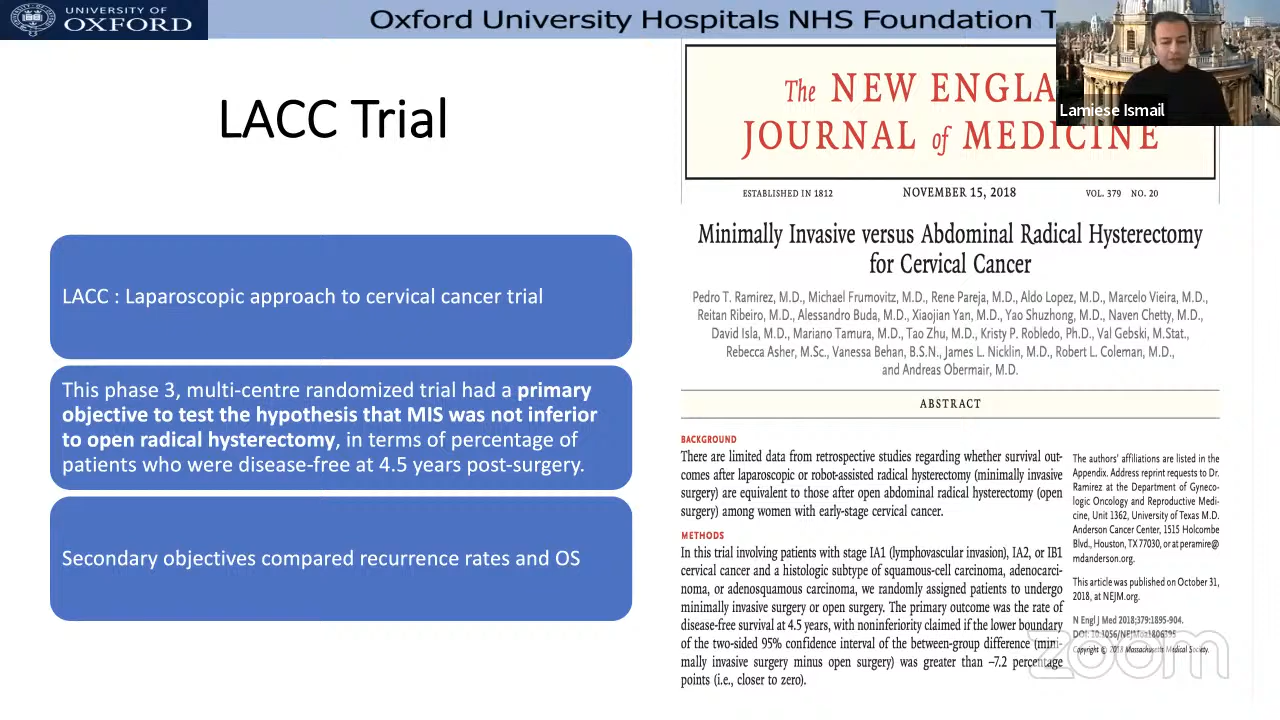 UNIVERSITY OF
OXFORD
Oxford University Hospitals NHS Foundation T
Lamiese Ismail
LACC Trial
LACC : Laparoscopic approach to cervical cancer trial
This phase 3, multi-centre randomized trial had a primary
objective to test the hypothesis that MIS was not inferior
to open radical hysterectomy, in terms of percentage of
patients who were disease-free at 4.5 years post-surgery.
Secondary objectives compared recurrence rates and OS
The NEW ENGLA
JOURNAL of MEDICINE
ESTABLISHED IN 1812 NOVEMBER 15, 2018 VOL. 379 NO. 20
Minimally Invasive versus Abdominal Radical Hysterectomy
for Cervical Cancer
Pedro T. Ramirez, M.D., Michael Frumovitz, M.D., Rene Pareja, M.D., Aldo Lopez, M.D., Marcelo Vieira, M.D.,
Reitan Ribeiro, M.D., Alessandro Buda, M.D., Xiaojian Yan, M.D., Yao Shuzhong, M.D., Naven Chetty, M.D.,
David Isla, M.D., Mariano Tamura, M.D., Tao Zhu, M.D., Kristy P. Robledo, Ph.D., Val Gebski, M.Stat.,
Rebecca Asher, M.Sc., Vanessa Behan, B.S.N., James L. Nicklin, M.D., Robert L. Coleman, M.D.,
and Andreas Obermair, M.D.
ABSTRACT
BACKGROUND
There are limited data from retrospective studies regarding whether survival out-
comes after laparoscopic or robot-assisted radical hysterectomy (minimally invasive
surgery) are equivalent to those after open abdominal radical hysterectomy (open
surgery) among women with early-stage cervical cancer.
METHODS
In this trial involving patients with stage IA1 (lymphovascular invasion), IA2, or IB1
cervical cancer and a histologic subtype of squamous-cell carcinoma, adenocarci-
noma, or adenosquamous carcinoma, we randomly assigned patients to undergo
minimally invasive surgery or open surgery. The primary outcome was the rate of
disease-free survival at 4.5 years, with noninferiority claimed if the lower boundary
of the two-sided 95% confidence interval of the between-group difference (mini-
mally invasive surgery minus open surgery) was greater than −7.2 percentage
points (i.e., closer to zero).
The authors' affiliations are listed in the
Appendix. Address reprint requests to Dr.
Ramirez at the Department of Gyneco-
logic Oncology and Reproductive Medi-
cine, Unit 1362, University of Texas M.D.
Anderson Cancer Center, 1515 Holcombe
Blvd., Houston, TX 77030, or at peramire@
mdanderson.org.
This article was published on October 31,
2018, at NEJM.org.
N Engl J Med 2018;379:1895-904.
DOI: 10.1056/NEJMoa1806395
Copyright © 2018 Massachusetts Medical Society.
zoom